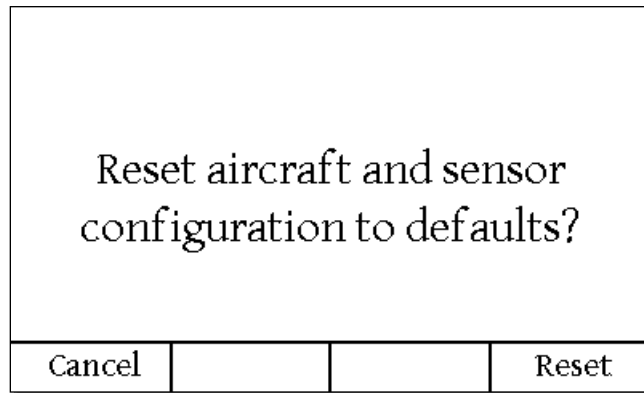 Reset aircraft and sensor
configuration to defaults?
Cancel Reset